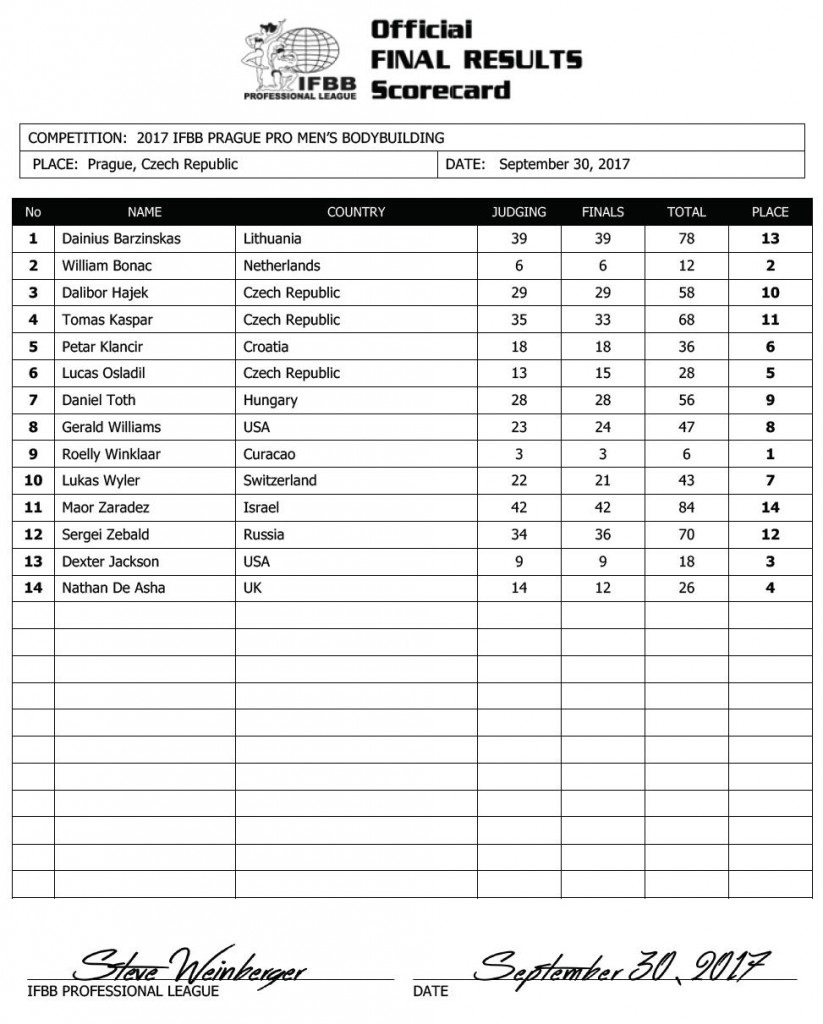 IFBB
PROFESSIONAL LEAGUE
Official
FINAL RESULTS
Scorecard
COMPETITION: 2017 IFBB PRAGUE PRO MEN'S BODYBUILDING
PLACE: Prague, Czech Republic DATE: September 30, 2017
No NAME COUNTRY JUDGING FINALS TOTAL PLACE
1 Dainius Barzinskas Lithuania 39 39 78 13
2 William Bonac Netherlands 6 6 12 2
3 Dalibor Hajek Czech Republic 29 29 58 10
4 Tomas Kaspar Czech Republic 35 33 68 11
5 Petar Klancir Croatia 18 18 36 6
6 Lucas Osladil Czech Republic 13 15 28 5
7 Daniel Toth Hungary 28 28 56 9
8 Gerald Williams USA 23 24 47 8
9 Roelly Winklaar Curacao 3 3 6 1
10 Lukas Wyler Switzerland 22 21 43 7
11 Maor Zaradez Israel 42 42 84 14
12 Sergei Zebald Russia 34 36 70 12
13 Dexter Jackson USA 9 9 18 3
14 Nathan De Asha UK 14 12 26 4
Steve Weinberger September 30, 2017
IFBB PROFESSIONAL LEAGUE DATE